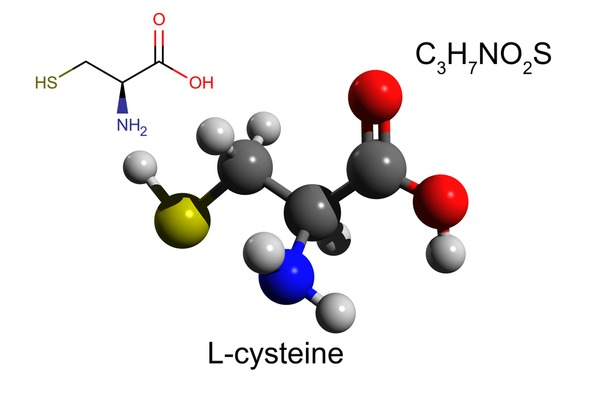 O
C₃H₇NO₂S
HS
OH
NH₂
L-cysteine